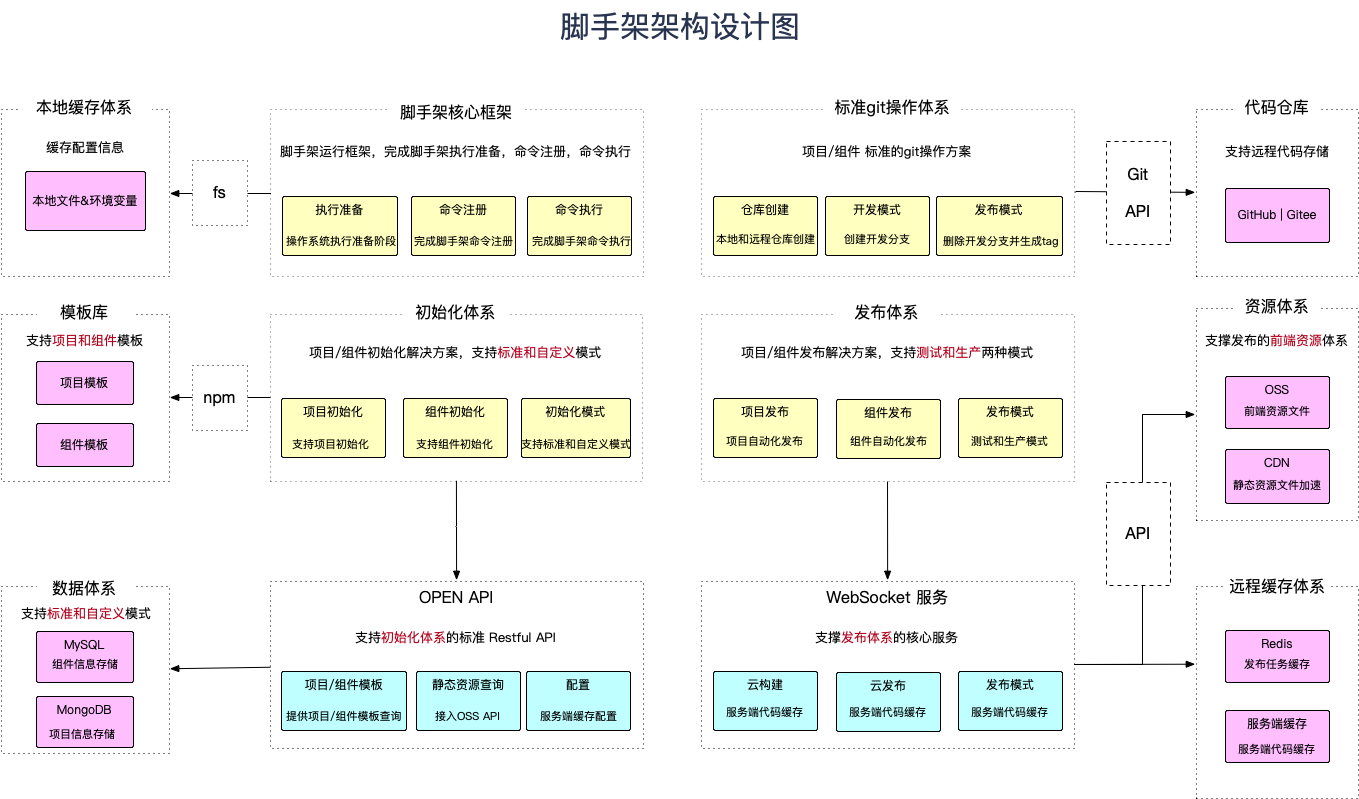 脚手架架构设计图
本地缓存体系
缓存配置信息
本地文件&环境变量
fs
脚手架核心框架
脚手架运行框架，完成脚手架执行准备，命令注册，命令执行
执行准备
操作系统执行准备阶段
命令注册
完成脚手架命令注册
命令执行
完成脚手架命令执行
标准git操作体系
项目/组件 标准的git操作方案
仓库创建
本地和远程仓库创建
开发模式
创建开发分支
发布模式
删除开发分支并生成tag
Git
API
代码仓库
支持远程代码存储
GitHub | Gitee
模板库
支持项目和组件模板
项目模板
组件模板
npm
初始化体系
项目/组件初始化解决方案，支持标准和自定义模式
项目初始化
支持项目初始化
组件初始化
支持组件初始化
初始化模式
支持标准和自定义模式
发布体系
项目/组件发布解决方案，支持测试和生产两种模式
项目发布
项目自动化发布
组件发布
组件自动化发布
发布模式
测试和生产模式
资源体系
支撑发布的前端资源体系
OSS
前端资源文件
CDN
静态资源文件加速
API
数据体系
支持标准和自定义模式
MySQL
组件信息存储
MongoDB
项目信息存储
OPEN API
支持初始化体系的标准 Restful API
项目/组件模板
提供项目/组件模板查询
静态资源查询
接入OSS API
配置
服务端缓存配置
WebSocket 服务
支撑发布体系的核心服务
云构建
服务端代码缓存
云发布
服务端代码缓存
发布模式
服务端代码缓存
远程缓存体系
Redis
发布任务缓存
服务端缓存
服务端代码缓存